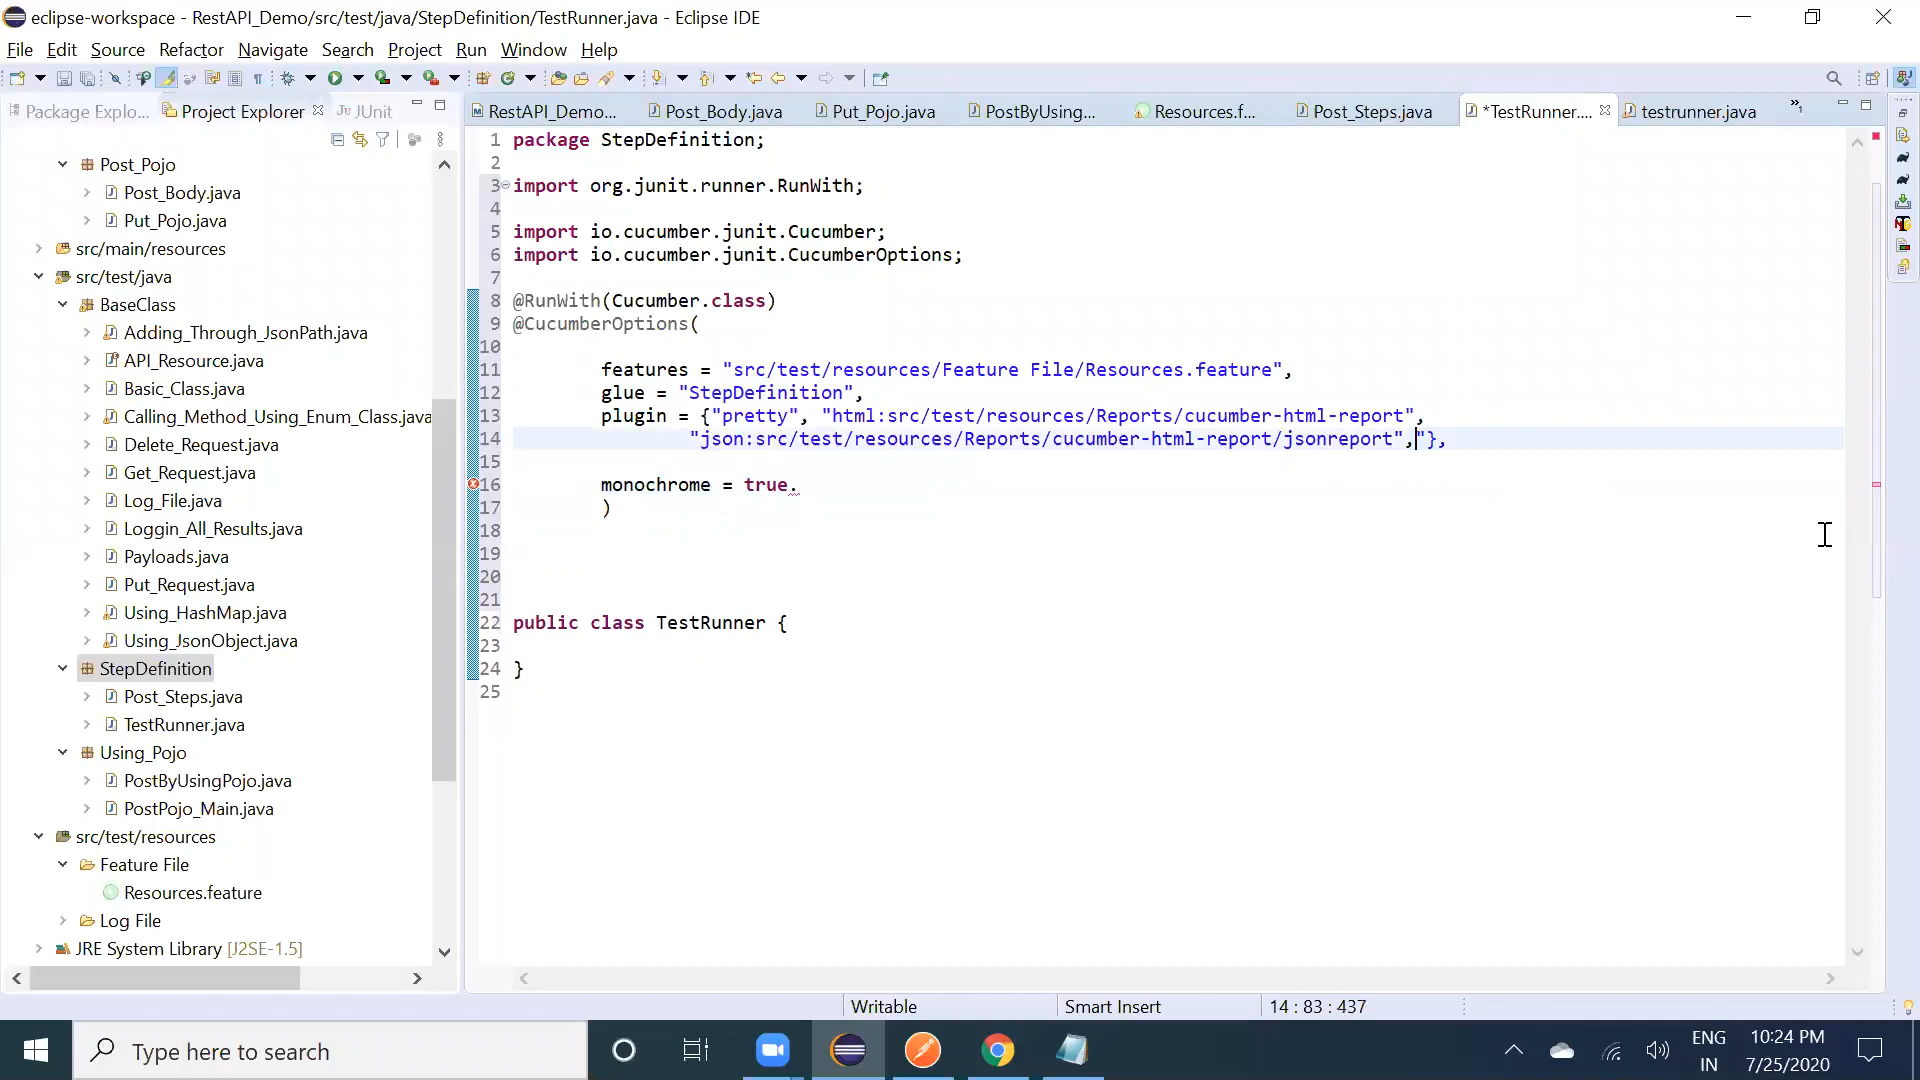 eclipse-workspace - RestAPI_Demo/src/test/java/StepDefinition/TestRunner.java - Eclipse IDE
File Edit Source Refactor Navigate Search Project Run Window Help
Package Explo... Project Explorer JUnit
RestAPI_Demo... Post_Body.java Put_Pojo.java PostByUsing... Resources.f... Post_Steps.java *TestRunner.... testrunner.java
Post_Pojo
Post_Body.java
Put_Pojo.java
src/main/resources
src/test/java
BaseClass
Adding_Through_JsonPath.java
API_Resource.java
Basic_Class.java
Calling_Method_Using_Enum_Class.java
Delete_Request.java
Get_Request.java
Log_File.java
Loggin_All_Results.java
Payloads.java
Put_Request.java
Using_HashMap.java
Using_JsonObject.java
StepDefinition
Post_Steps.java
TestRunner.java
Using_Pojo
PostByUsingPojo.java
PostPojo_Main.java
src/test/resources
Feature File
Resources.feature
Log File
JRE System Library [J2SE-1.5]
1 package StepDefinition;
2
3 import org.junit.runner.RunWith;
4
5 import io.cucumber.junit.Cucumber;
6 import io.cucumber.junit.CucumberOptions;
7
8 @RunWith(Cucumber.class)
9 @CucumberOptions(
10
11 features = "src/test/resources/Feature File/Resources.feature",
12 glue = "StepDefinition",
13 plugin = {"pretty", "html:src/test/resources/Reports/cucumber-html-report",
14 "json:src/test/resources/Reports/cucumber-html-report/jsonreport","},
15
16 monochrome = true.
17 )
18
19
20
21
22 public class TestRunner {
23
24 }
25
Writable Smart Insert 14 : 83 : 437
Type here to search
ENG
IN
10:24 PM
7/25/2020